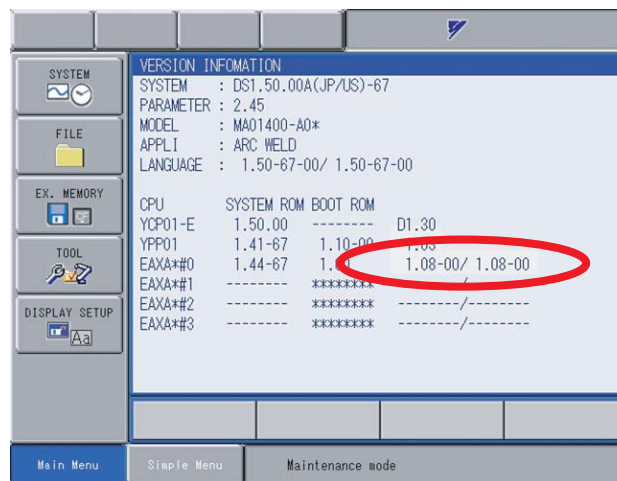 SYSTEM
FILE
EX. MEMORY
CF
TOOL
DISPLAY SETUP
Aa
VERSION INFOMATION
SYSTEM : DS1.50.00A(JP/US)-67
PARAMETER : 2.45
MODEL : MA01400-A0*
APPLI : ARC WELD
LANGUAGE : 1.50-67-00/ 1.50-67-00
CPU SYSTEM ROM BOOT ROM
YCP01-E 1.50.00 -------- D1.30
YPP01 1.41-67 1.10-00
EAXA*#0 1.44-67 1.08-00/ 1.08-00
EAXA*#1 -------- ******** --------/--------
EAXA*#2 -------- ******** --------/--------
EAXA*#3 -------- ******** --------/--------
Main Menu
Simple Menu
Maintenance mode